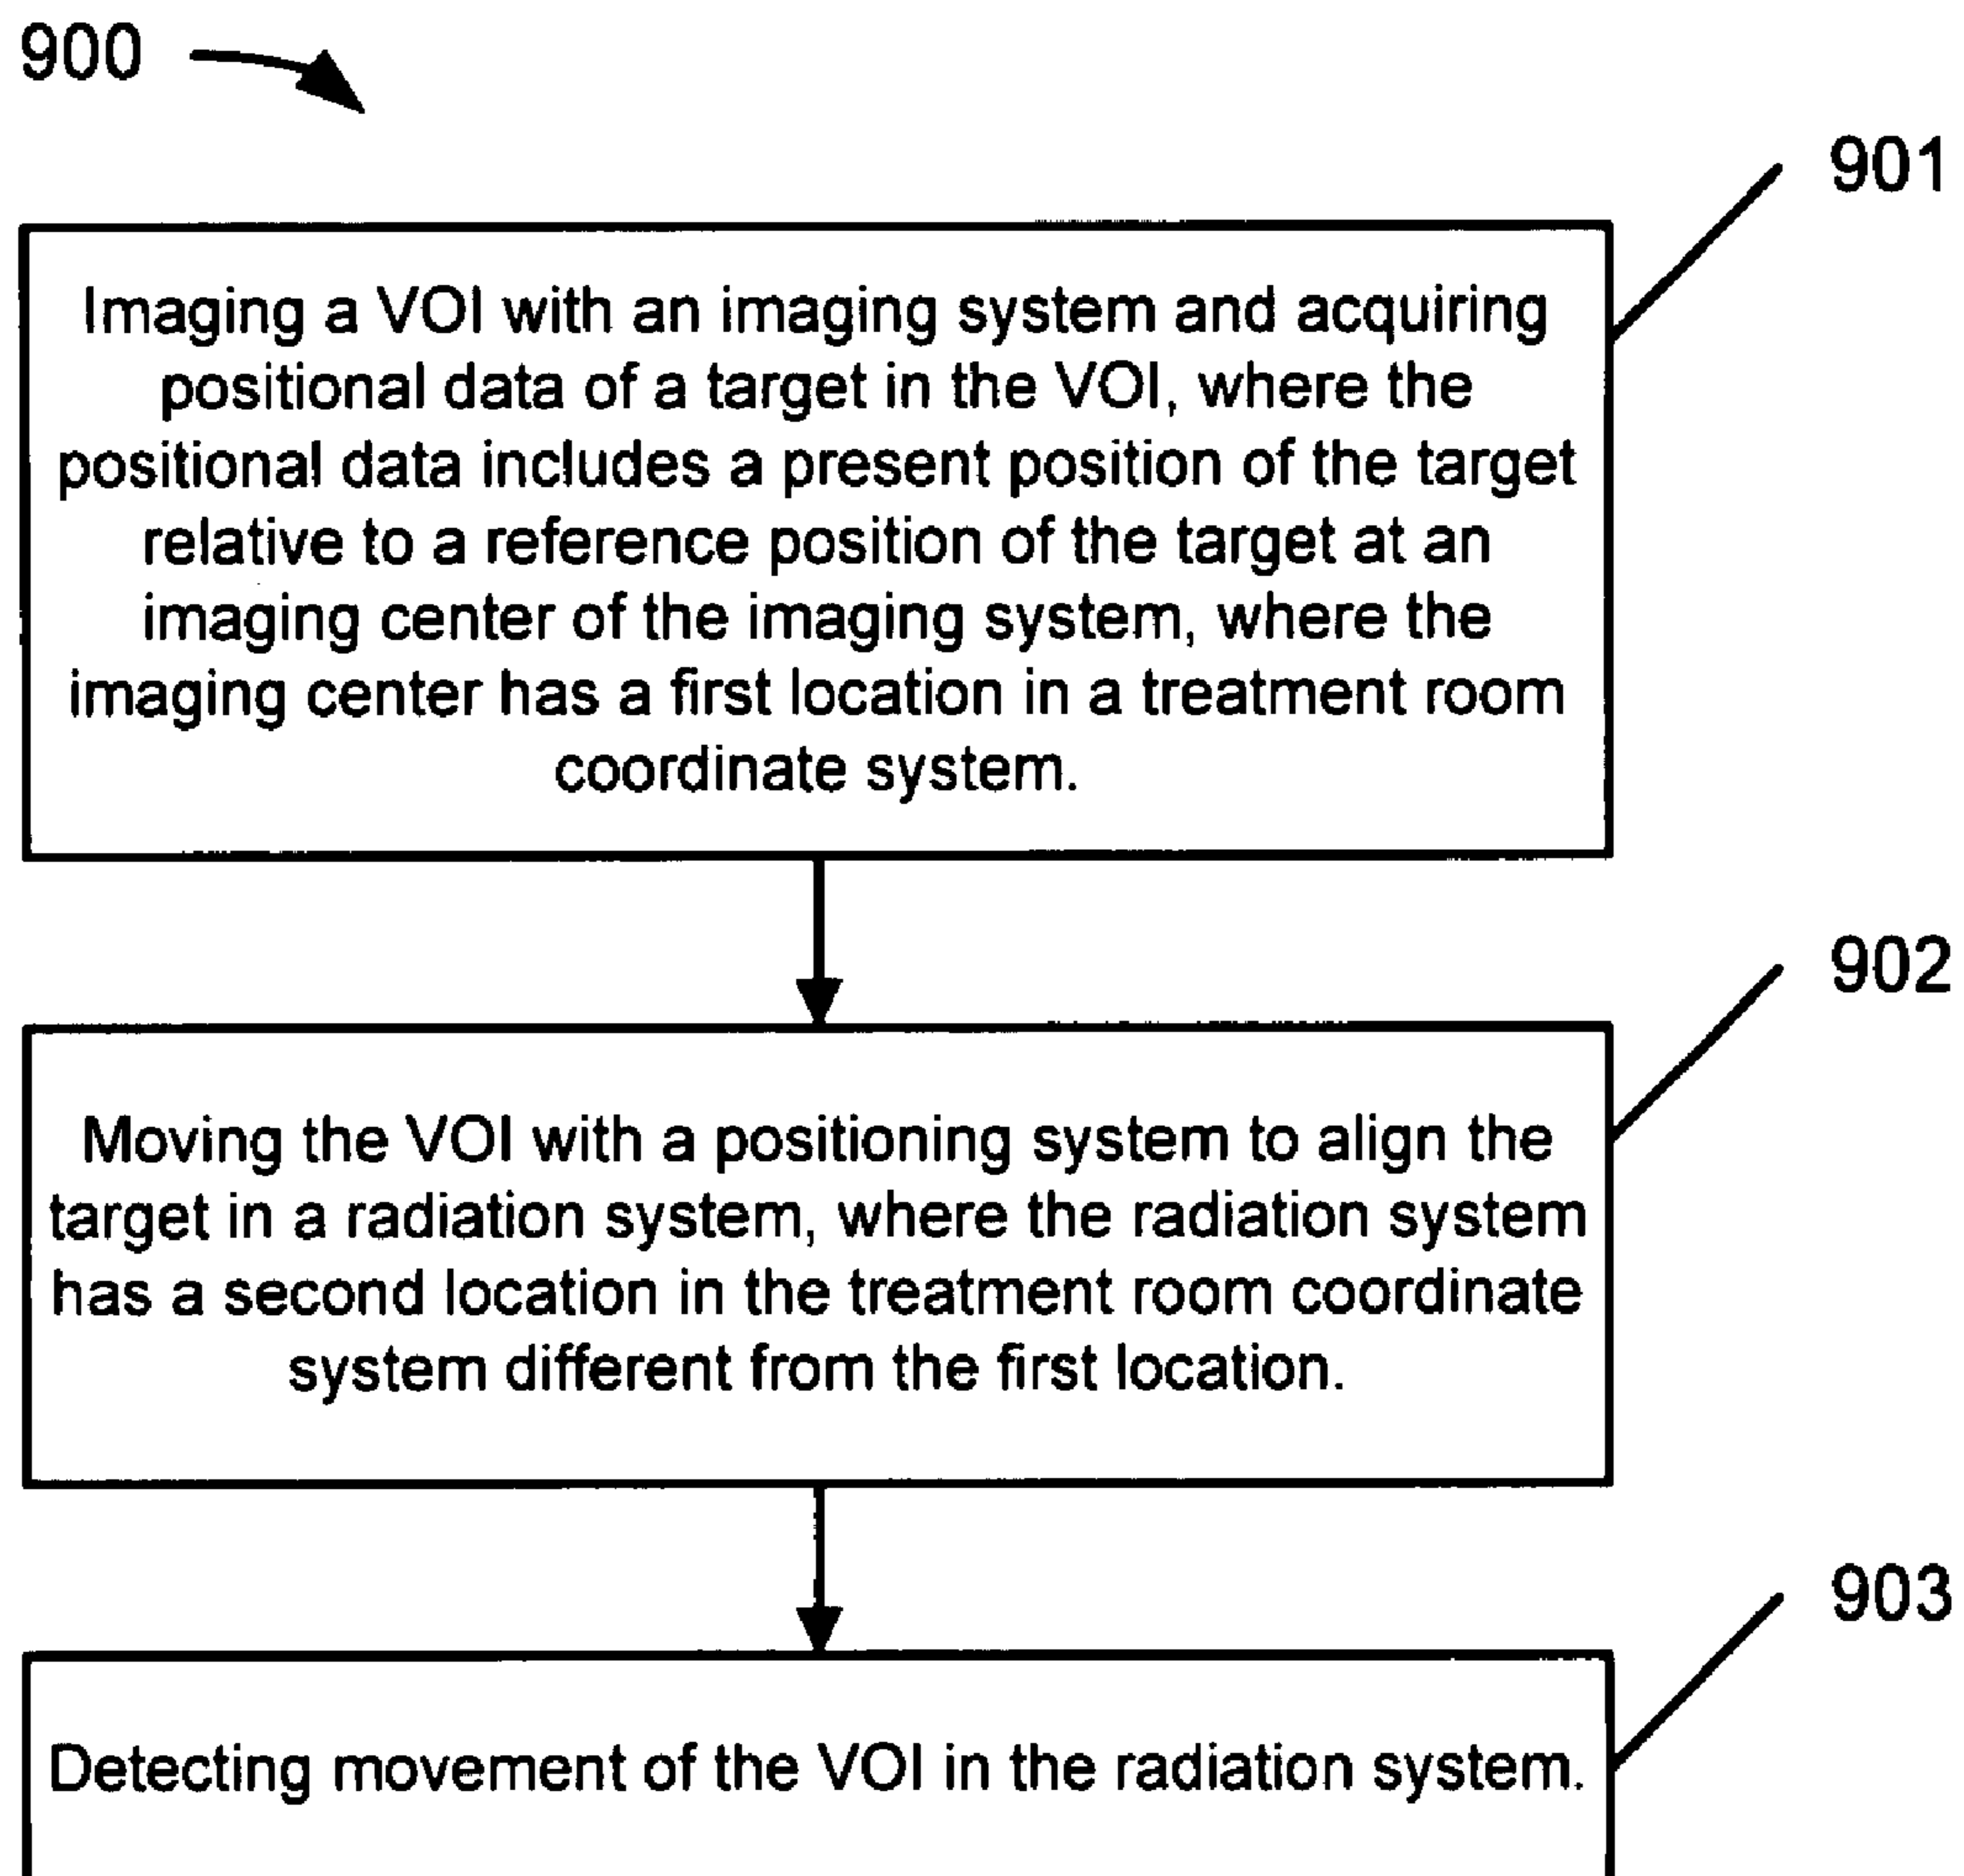 900
901
Imaging a VOI with an imaging system and acquiring
positional data of a target in the VOI, where the
positional data includes a present position of the target
relative to a reference position of the target at an
imaging center of the imaging system, where the
imaging center has a first location in a treatment room
coordinate system.
902
Moving the VOI with a positioning system to align the
target in a radiation system, where the radiation system
has a second location in the treatment room coordinate
system different from the first location.
903
Detecting movement of the VOI in the radiation system.